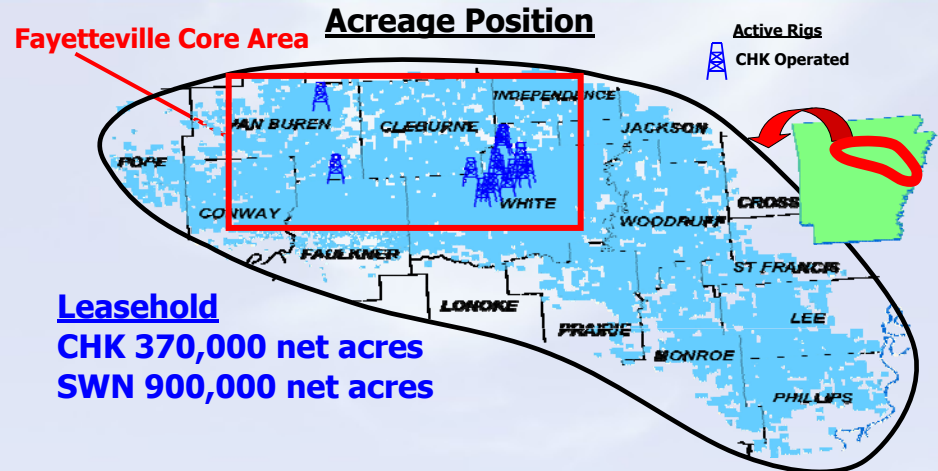 Acreage Position
Fayetteville Core Area
Active Rigs
CHK Operated
INDEPENDENCE
VAN BUREN
CLEBURNE
JACKSON
POPE
CONWAY
WHITE
CROSS
WOODRUFF
FAULKNER
ST FRANCIS
LONOKE
LEE
PRAIRIE
MONROE
PHILLIPS
Leasehold
CHK 370,000 net acres
SWN 900,000 net acres